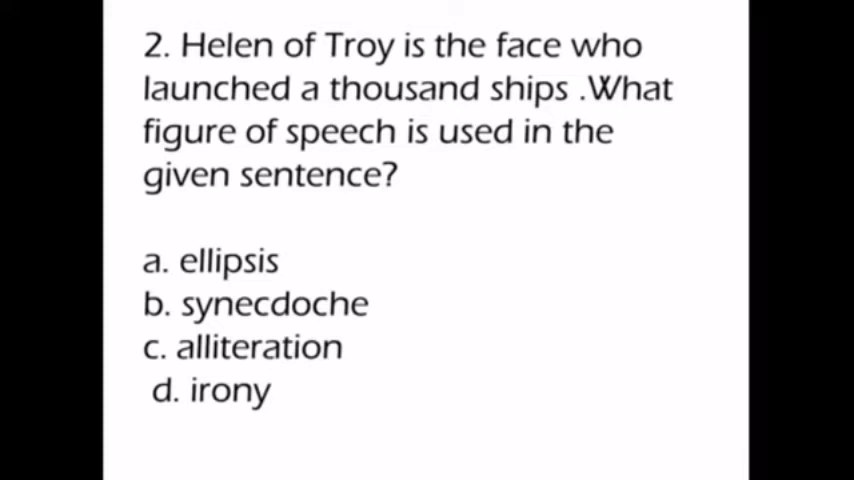 2. Helen of Troy is the face who
launched a thousand ships .What
figure of speech is used in the
given sentence?
a. ellipsis
b. synecdoche
c. alliteration
d. irony